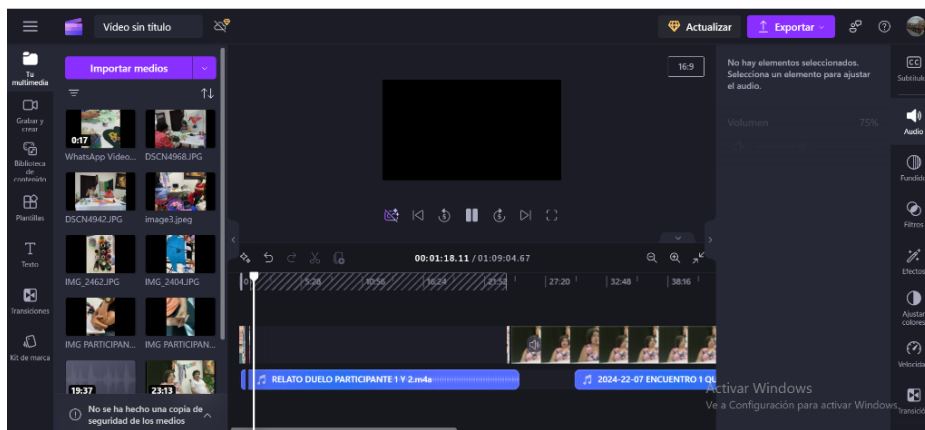 Vídeo sin título
Actualizar
Exportar
Tu
multimedia
Grabar y
crear
Biblioteca
de
contenido
Plantillas
Texto
Transiciones
Kit de marca
Importar medios
0:17
WhatsApp Video...
DSCN4968.JPG
DSCN4942.JPG
image3.jpeg
IMG_2462.JPG
IMG_2404.JPG
IMG PARTICIPAN...
IMG PARTICIPAN...
19:37
23:13
No se ha hecho una copia de
seguridad de los medios
16:9
No hay elementos seleccionados.
Selecciona un elemento para ajustar
el audio.
Volumen
75%
Subtítulo
Audio
Fundido
Filtros
Efectos
Ajustar
colores
Velocida
Transició
00:01:18.11 / 01:09:04.67
0
5:28
10:56
16:24
21:52
27:20
32:48
38:16
RELATO DUELO PARTICIPANTE 1 Y 2.m4a
2024-22-07 ENCUENTRO 1 QU
Activar Windows
Ve a Configuración para activar Windows.